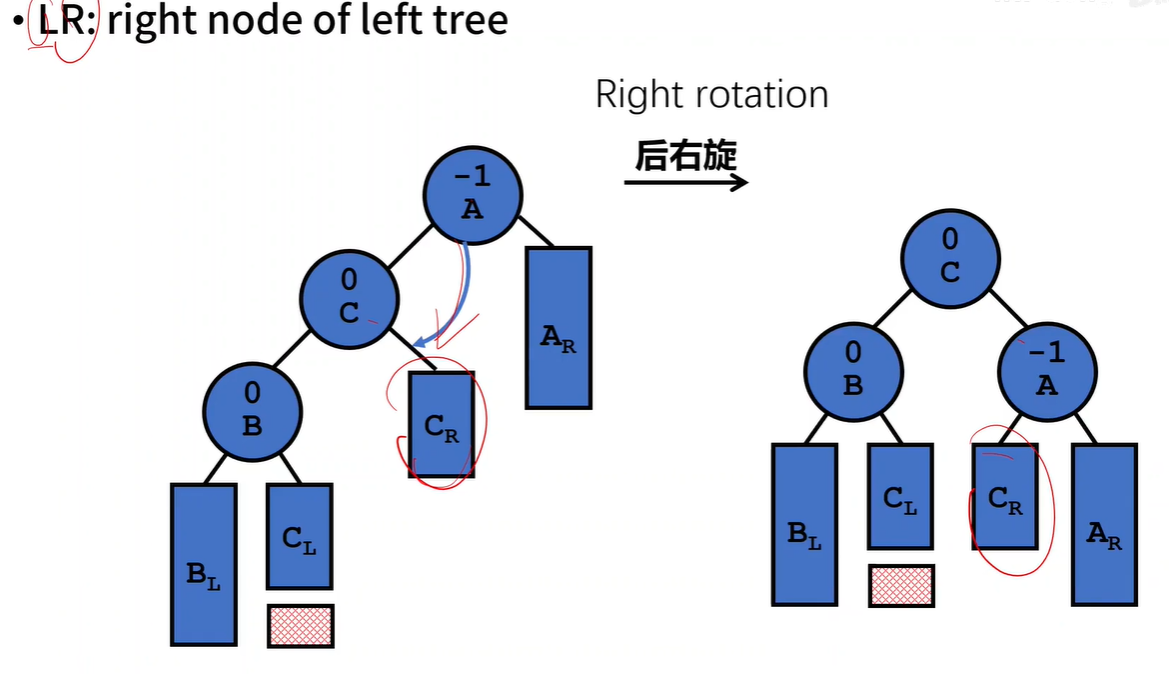 • LR: right node of left tree
Right rotation
后右旋
-1
A
0
C
0
B
A_R
C_R
C_L
B_L
0
C
0
B
-1
A
B_L
C_L
C_R
A_R